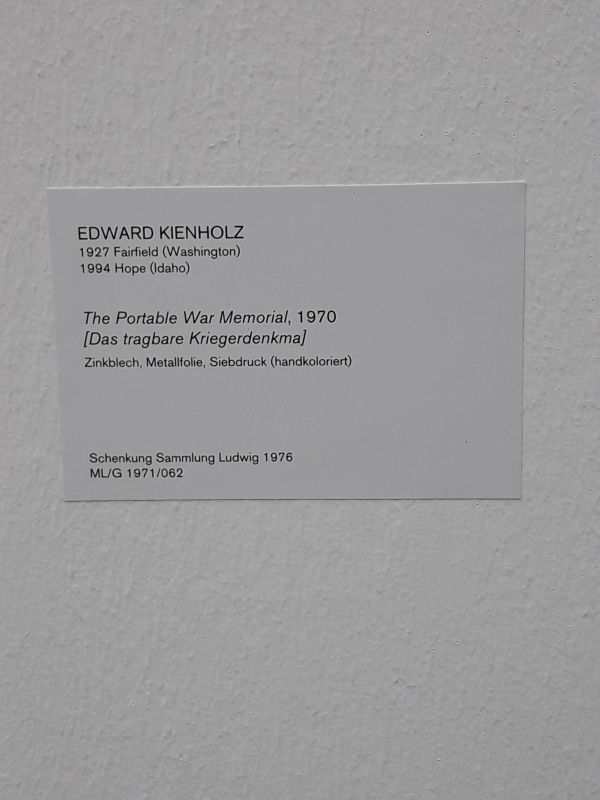 EDWARD KIENHOLZ
1927 Fairfield (Washington)
1994 Hope (Idaho)
The Portable War Memorial, 1970
[Das tragbare Kriegerdenkma]
Zinkblech, Metallfolie, Siebdruck (handkoloriert)
Schenkung Sammlung Ludwig 1976
ML/G 1971/062